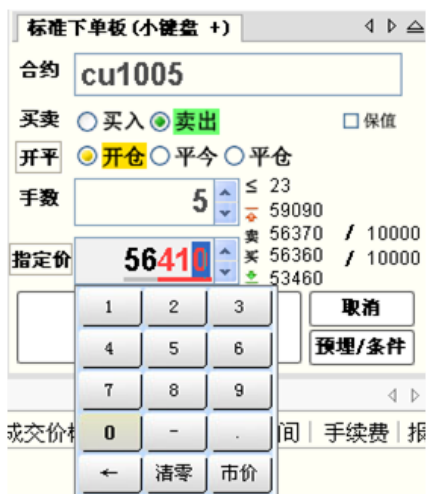 标准下单板(小键盘 +)
合约 cu1005
买卖 买入 卖出 保值
开平 开仓 平今 平仓
手数 5 ≤ 23
59090
卖 56370 / 10000
指定价 56410 买 56360 / 10000
53460
1 2 3 取消
4 5 6 预埋/条件
7 8 9
成交价格 0 - . 间 手续费 报
← 清零 市价